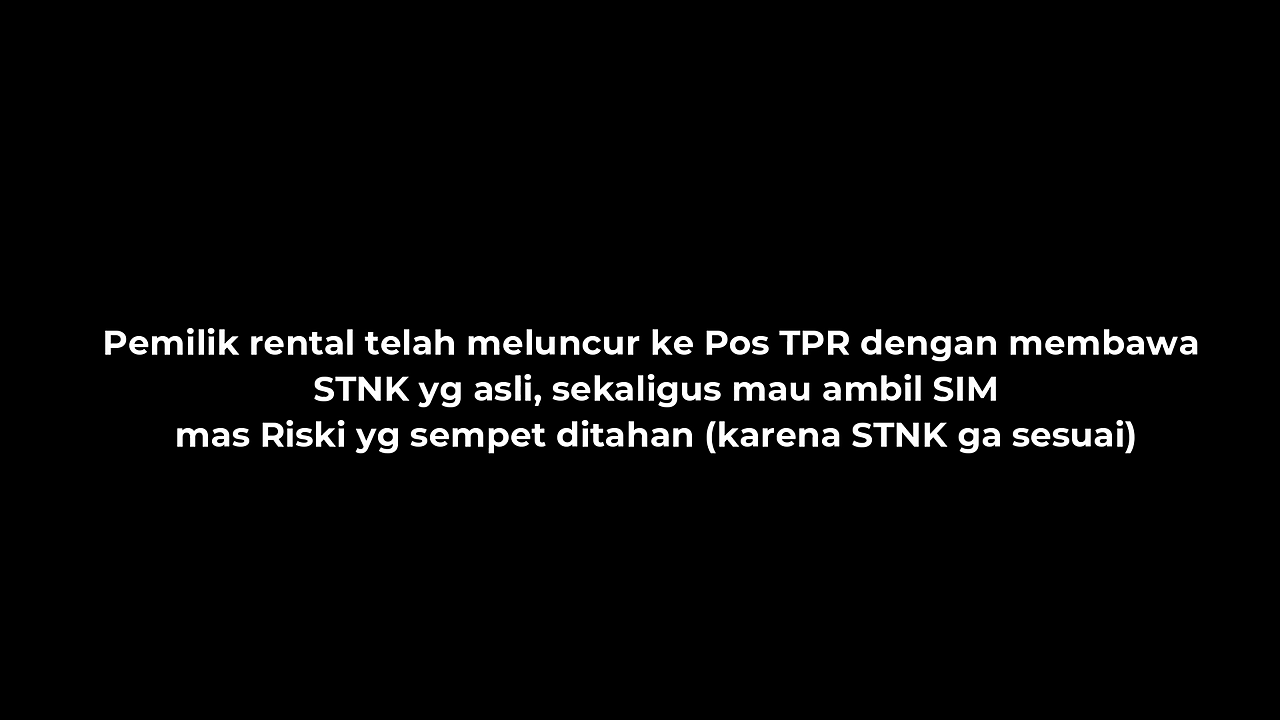 Pemilik rental telah meluncur ke Pos TPR dengan membawa
STNK yg asli, sekaligus mau ambil SIM
mas Riski yg sempet ditahan (karena STNK ga sesuai)